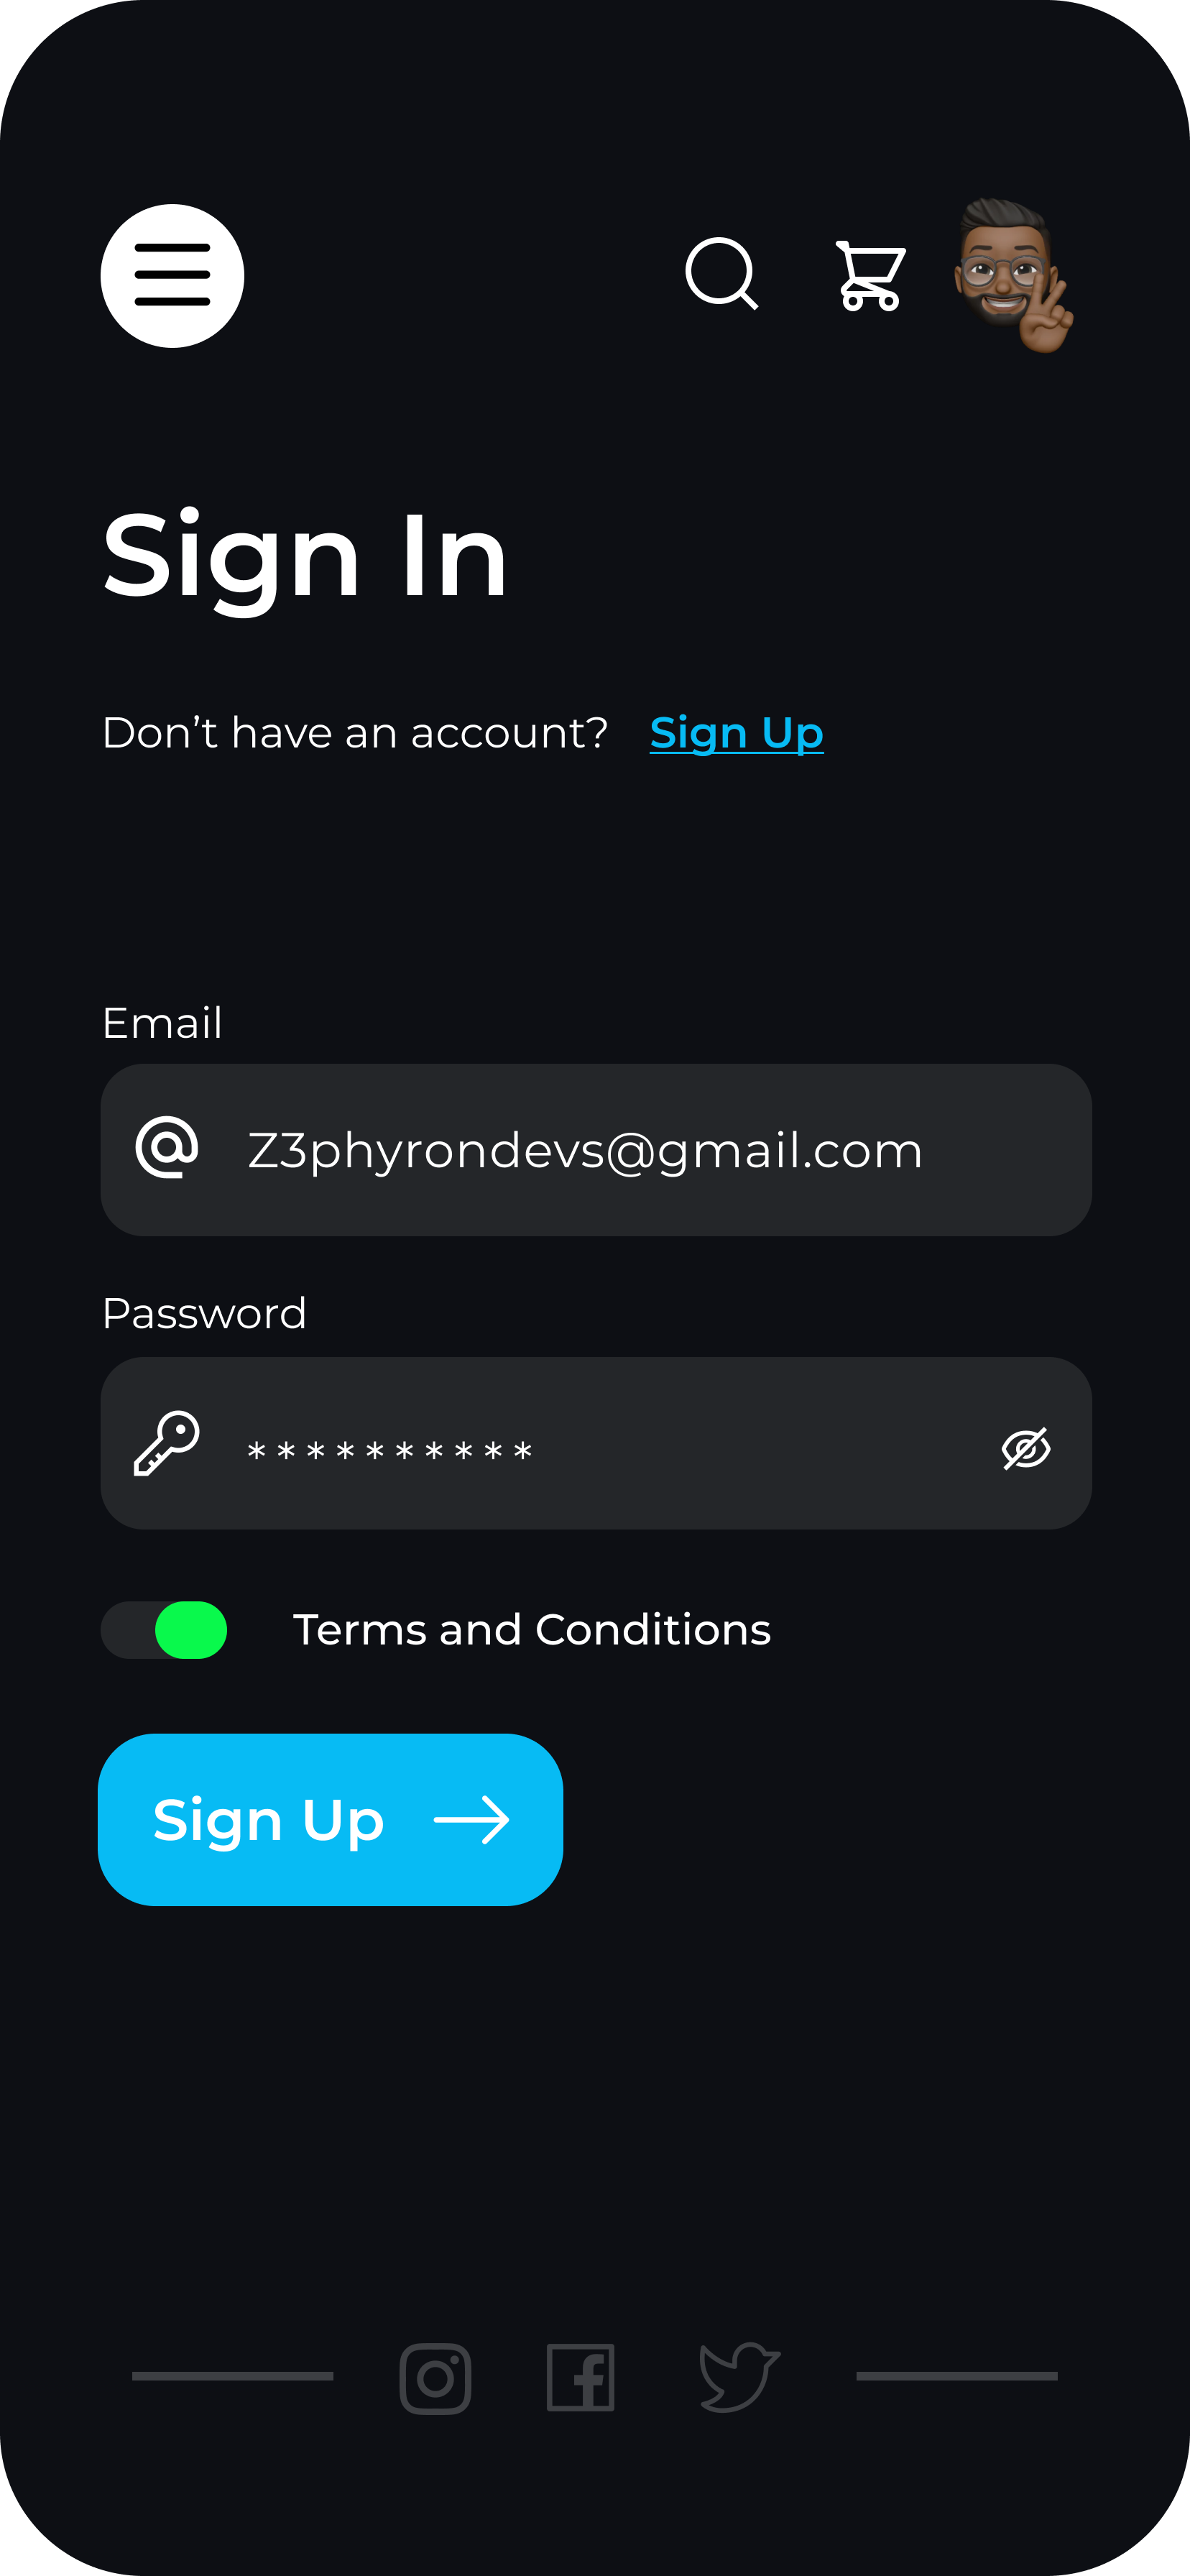 Sign In
Don’t have an account? Sign Up
Email
Z3phyrondevs@gmail.com
Password
**********
Terms and Conditions
Sign Up